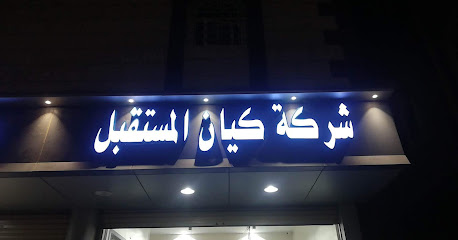 شركة كيان المستقبل